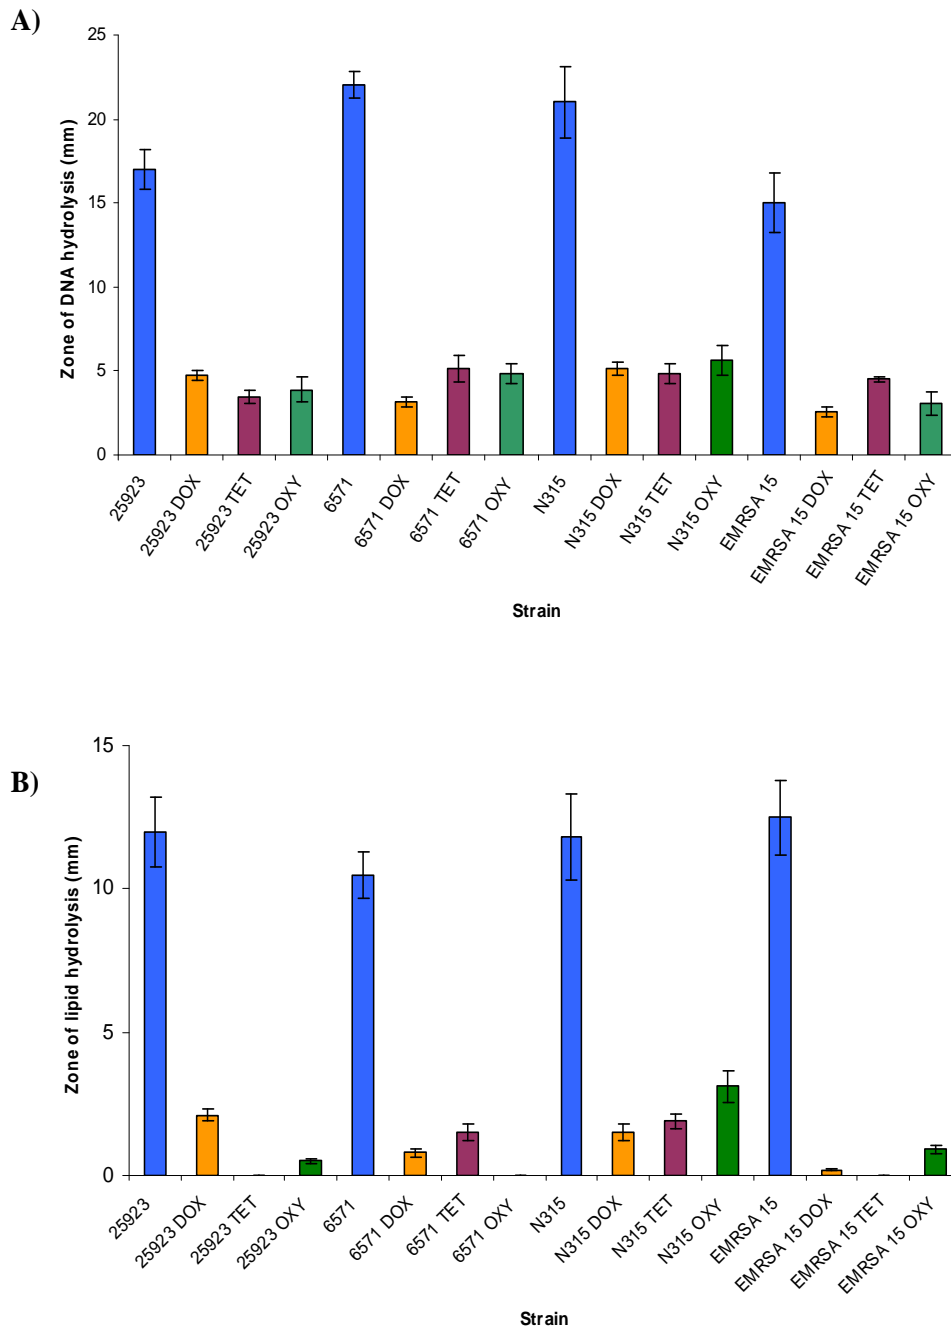 A)
Zone of DNA hydrolysis (mm)
25
20
15
10
5
0
25923
25923 DOX
25923 TET
25923 OXY
6571
6571 DOX
6571 TET
6571 OXY
N315
N315 DOX
N315 TET
N315 OXY
EMRSA 15
EMRSA 15 DOX
EMRSA 15 TET
EMRSA 15 OXY
Strain
B)
Zone of lipid hydrolysis (mm)
15
10
5
0
25923
25923 DOX
25923 TET
25923 OXY
6571
6571 DOX
6571 TET
6571 OXY
N315
N315 DOX
N315 TET
N315 OXY
EMRSA 15
EMRSA 15 DOX
EMRSA 15 TET
EMRSA 15 OXY
Strain